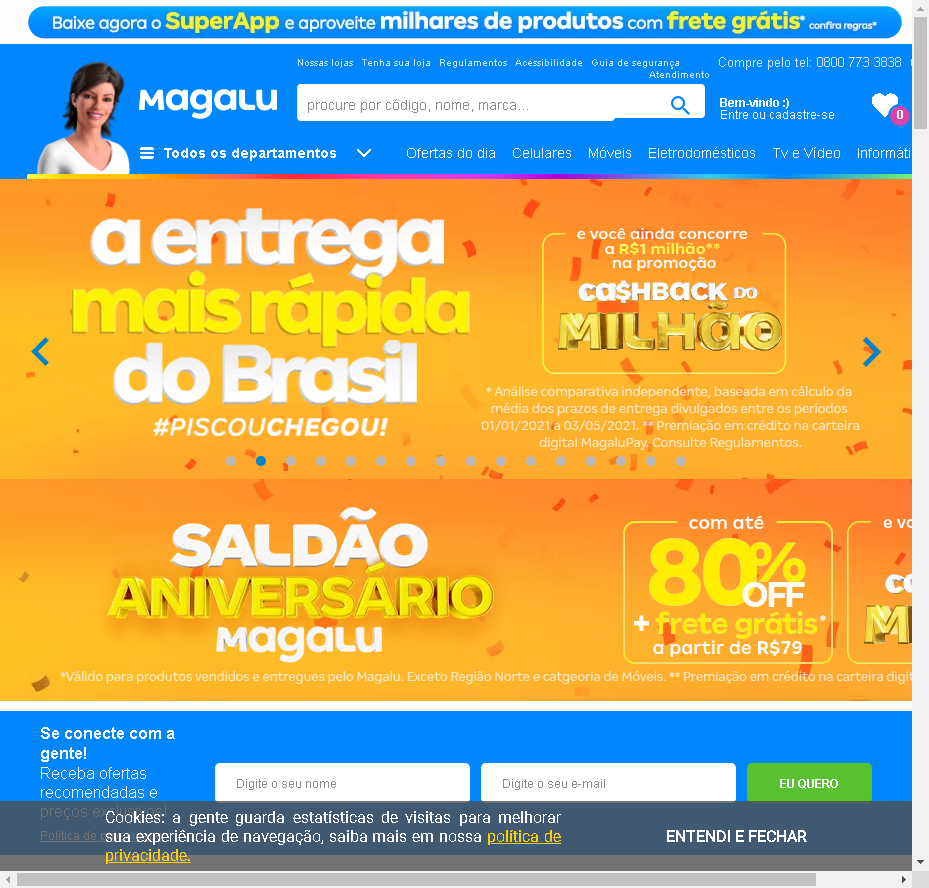 Baixe agora o SuperApp e aproveite milhares de produtos com frete grátis* confira regras*
Nossas lojas Tenha sua loja Regulamentos Acessibilidade Guia de segurança
Atendimento
Compre pelo tel: 0800 773 3838
Magalu
procure por código, nome, marca...
Bem-vindo :)
Entre ou cadastre-se
0
Todos os departamentos
Ofertas do dia Celulares Móveis Eletrodomésticos Tv e Vídeo Informáti
a entrega
mais rápida
do Brasil
#PISCOUCHEGOU!
e você ainda concorre
a R$1 milhão**
na promoção
CA$HBACK DO
MILHÃO
* Análise comparativa independente, baseada em cálculo da
média dos prazos de entrega divulgados entre os períodos
01/01/2021 a 03/05/2021. ** Premiação em crédito na carteira
digital MagaluPay. Consulte Regulamentos.
SALDÃO
ANIVERSÁRIO
Magalu
com até
80%
OFF
+ frete grátis*
a partir de R$79
e vo
ca
MI
*Válido para produtos vendidos e entregues pelo Magalu. Exceto Região Norte e catgeoria de Móveis. ** Premiação em crédito na carteira digit
Se conecte com a
gente!
Receba ofertas
recomendadas e
preços exclusivos!
Digite o seu nome
Digite o seu e-mail
EU QUERO
Política de
Cookies: a gente guarda estatísticas de visitas para melhorar
sua experiência de navegação, saiba mais em nossa política de
privacidade.
ENTENDI E FECHAR